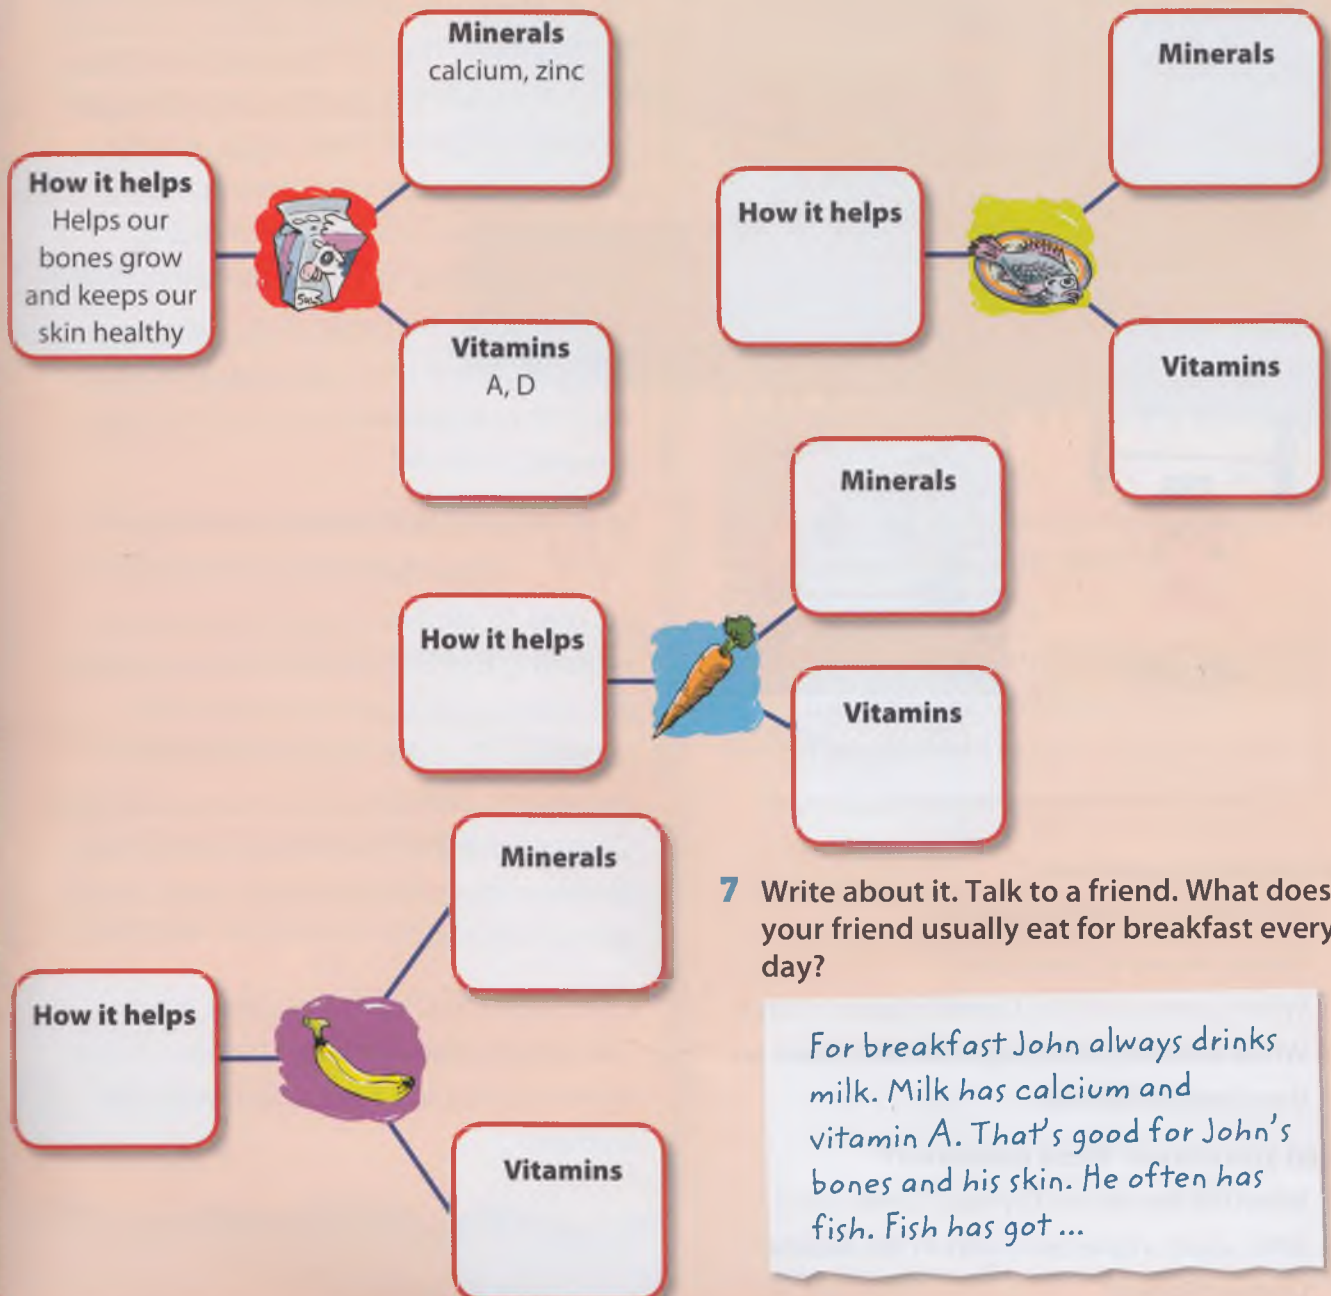 Minerals
calcium, zinc
How it helps
Helps our
bones grow
and keeps our
skin healthy
Vitamins
A, D
Minerals
How it helps
Vitamins
Minerals
How it helps
Vitamins
Minerals
How it helps
Vitamins
7 Write about it. Talk to a friend. What does
your friend usually eat for breakfast every
day?
For breakfast John always drinks
milk. Milk has calcium and
vitamin A. That's good for John's
bones and his skin. He often has
fish. Fish has got ...